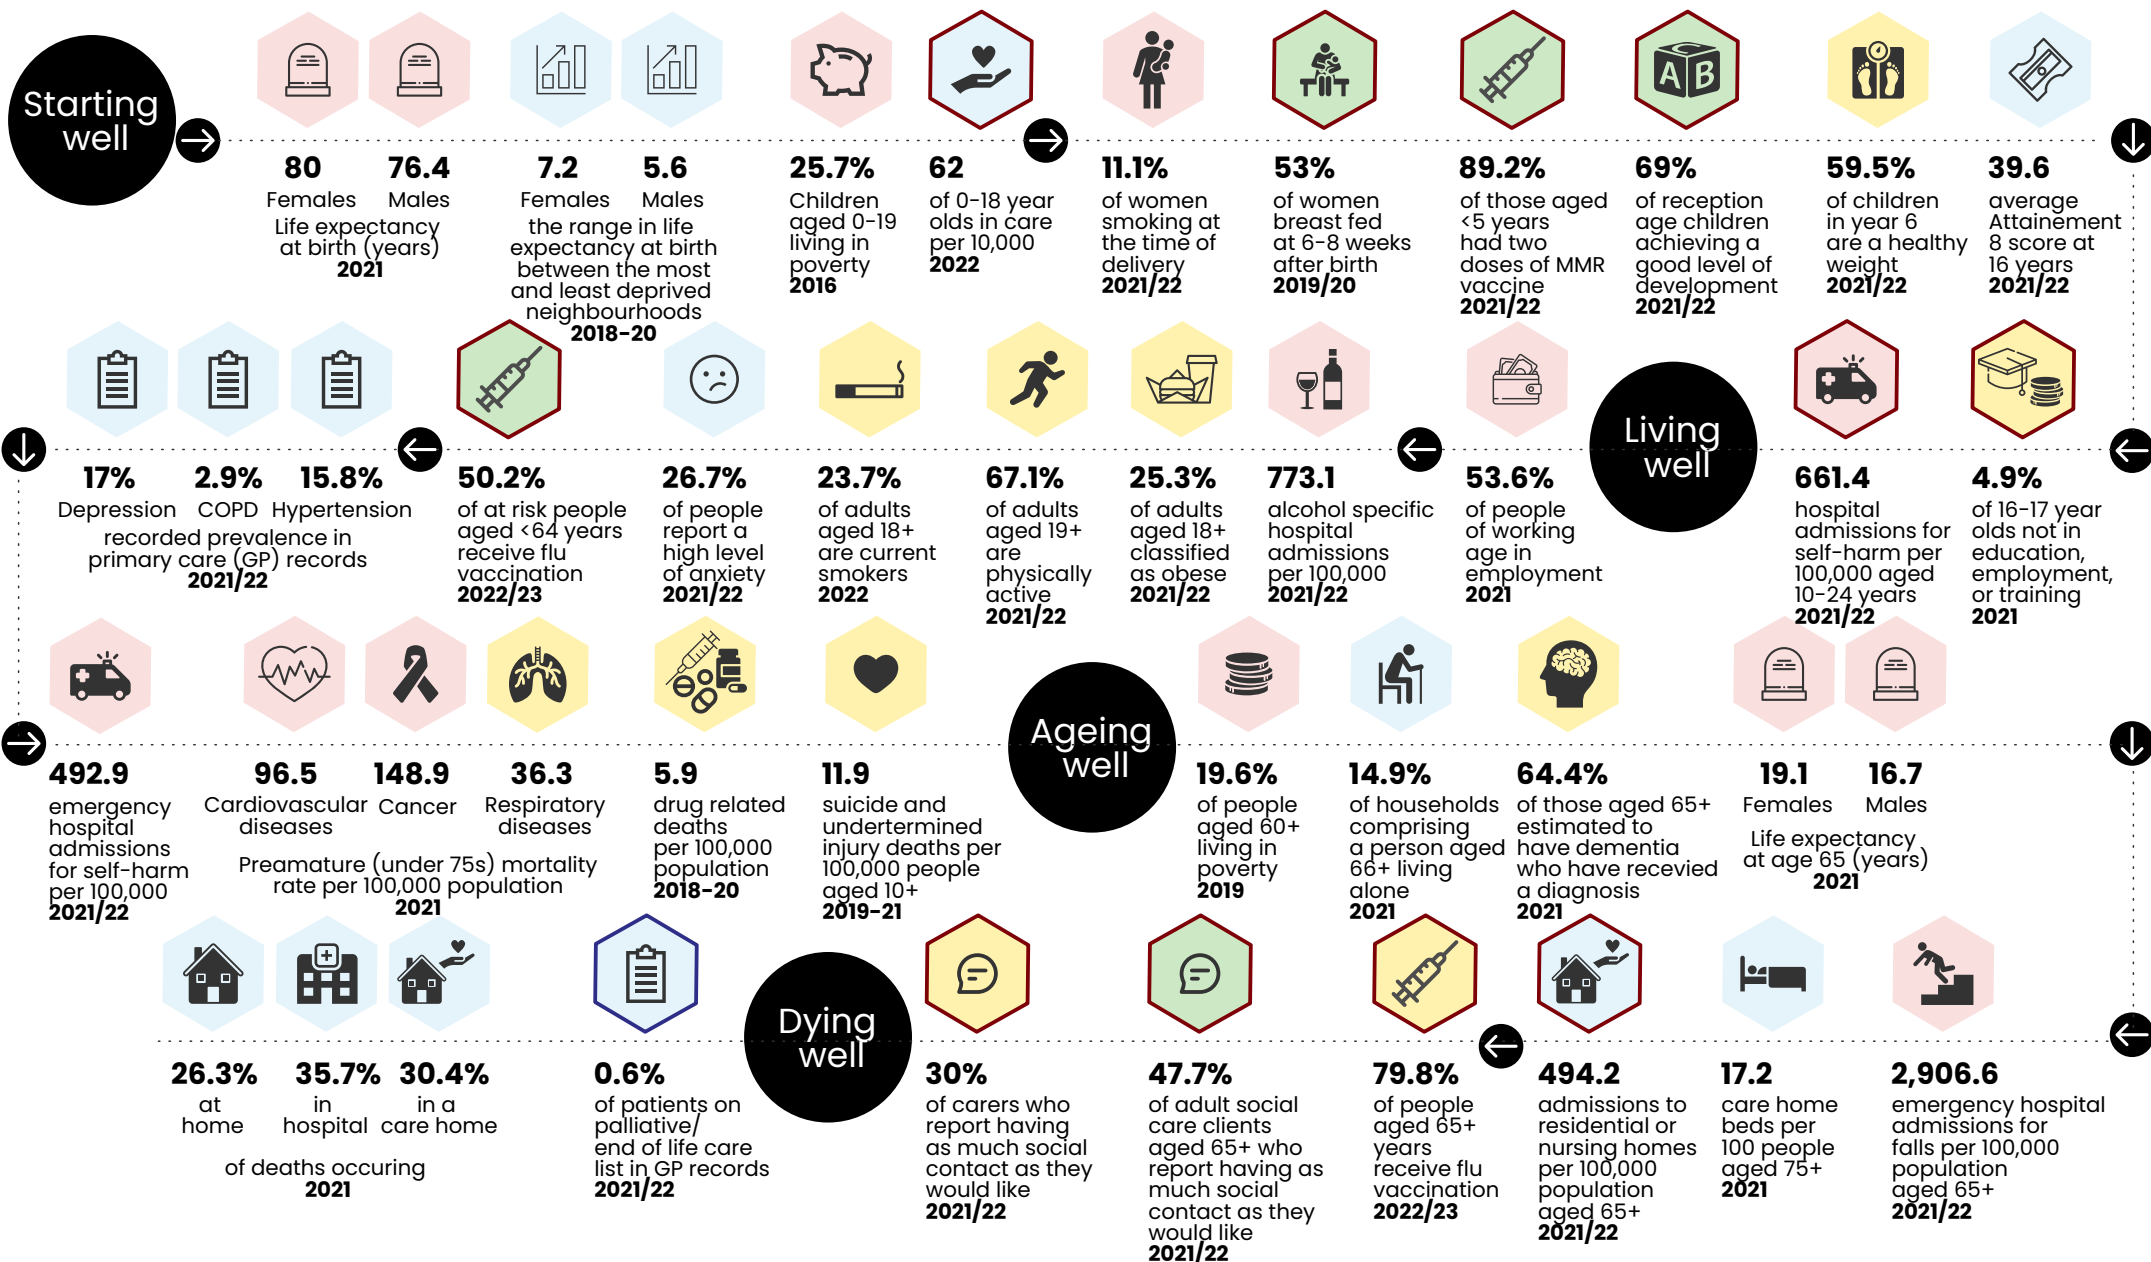 Starting
well
80
Females
76.4
Males
Life expectancy
at birth (years)
2021
7.2
Females
5.6
Males
the range in life
expectancy at birth
between the most
and least deprived
neighbourhoods
2018-20
25.7%
Children
aged 0-19
living in
poverty
2016
62
of 0-18 year
olds in care
per 10,000
2022
11.1%
of women
smoking at
the time of
delivery
2021/22
53%
of women
breast fed
at 6-8 weeks
after birth
2019/20
89.2%
of those aged
<5 years
had two
doses of MMR
vaccine
2021/22
A B
69%
of reception
age children
achieving a
good level of
development
2021/22
59.5%
of children
in year 6
are a healthy
weight
2021/22
39.6
average
Attainement
8 score at
16 years
2021/22
4.9%
of 16-17 year
olds not in
education,
employment,
or training
2021
661.4
hospital
admissions for
self-harm per
100,000 aged
10-24 years
2021/22
Living
well
53.6%
of people
of working
age in
employment
2021
773.1
alcohol specific
hospital
admissions
per 100,000
2021/22
25.3%
of adults
aged 18+
classified
as obese
2021/22
67.1%
of adults
aged 19+
are
physically
active
2021/22
23.7%
of adults
aged 18+
are current
smokers
2022
26.7%
of people
report a
high level
of anxiety
2021/22
50.2%
of at risk people
aged <64 years
receive flu
vaccination
2022/23
17%
Depression
2.9%
COPD
15.8%
Hypertension
recorded prevalence in
primary care (GP) records
2021/22
492.9
emergency
hospital
admissions
for self-harm
per 100,000
2021/22
96.5
Cardiovascular
diseases
148.9
Cancer
36.3
Respiratory
diseases
Preamature (under 75s) mortality
rate per 100,000 population
2021
5.9
drug related
deaths
per 100,000
population
2018-20
11.9
suicide and
undertermined
injury deaths per
100,000 people
aged 10+
2019-21
Ageing
well
19.6%
of people
aged 60+
living in
poverty
2019
14.9%
of households
comprising
a person aged
66+ living
alone
2021
64.4%
of those aged 65+
estimated to
have dementia
who have recevied
a diagnosis
2021
19.1
Females
16.7
Males
Life expectancy
at age 65 (years)
2021
2,906.6
emergency hospital
admissions for
falls per 100,000
population
aged 65+
2021/22
17.2
care home
beds per
100 people
aged 75+
2021
494.2
admissions to
residential or
nursing homes
per 100,000
population
aged 65+
2021/22
79.8%
of people
aged 65+
years
receive flu
vaccination
2022/23
47.7%
of adult social
care clients
aged 65+ who
report having as
much social
contact as they
would like
2021/22
30%
of carers who
report having
as much social
contact as they
would like
2021/22
Dying
well
0.6%
of patients on
palliative/
end of life care
list in GP records
2021/22
26.3%
at
home
35.7%
in
hospital
30.4%
in a
care home
of deaths occuring
2021